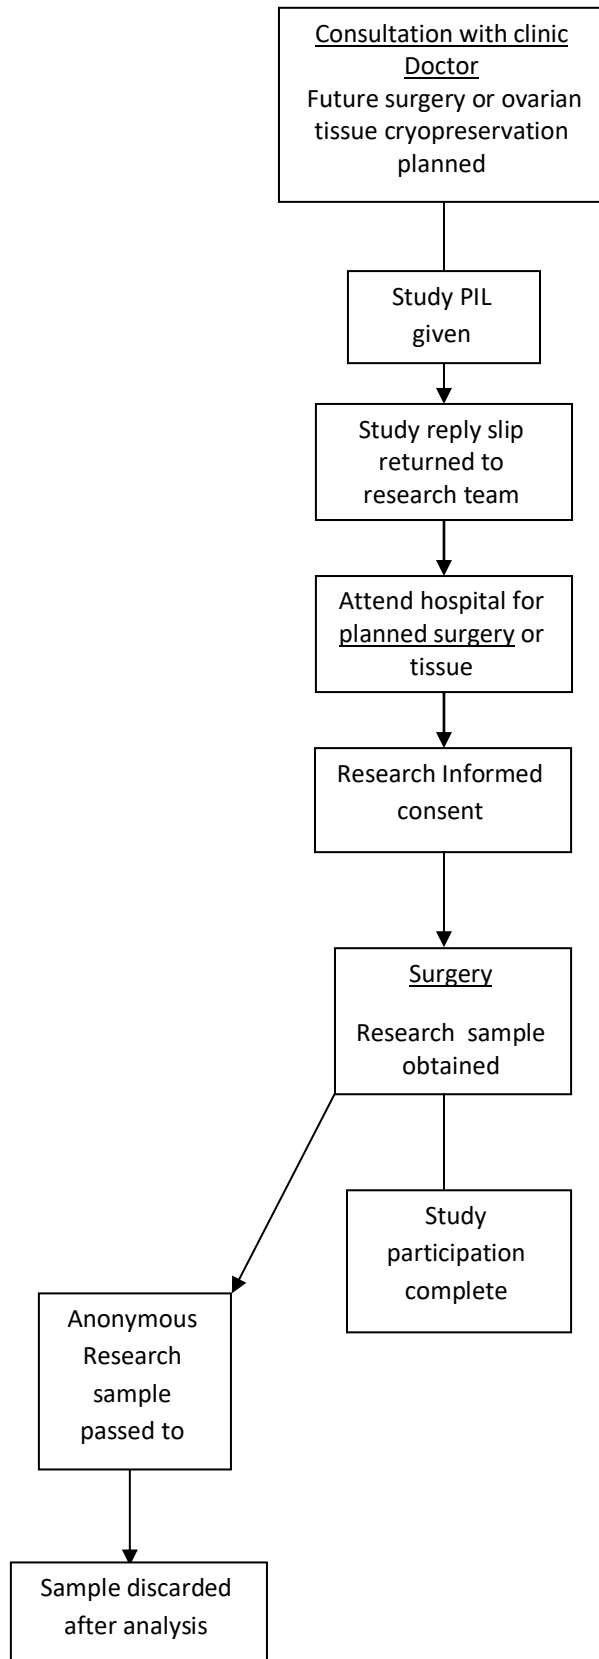 Consultation with clinic
Doctor
Future surgery or ovarian
tissue cryopreservation
planned
Study PIL
given
Study reply slip
returned to
research team
Attend hospital for
planned surgery or
tissue
Research Informed
consent
Surgery
Research sample
obtained
Study
participation
complete
Anonymous
Research
sample
passed to
Sample discarded
after analysis